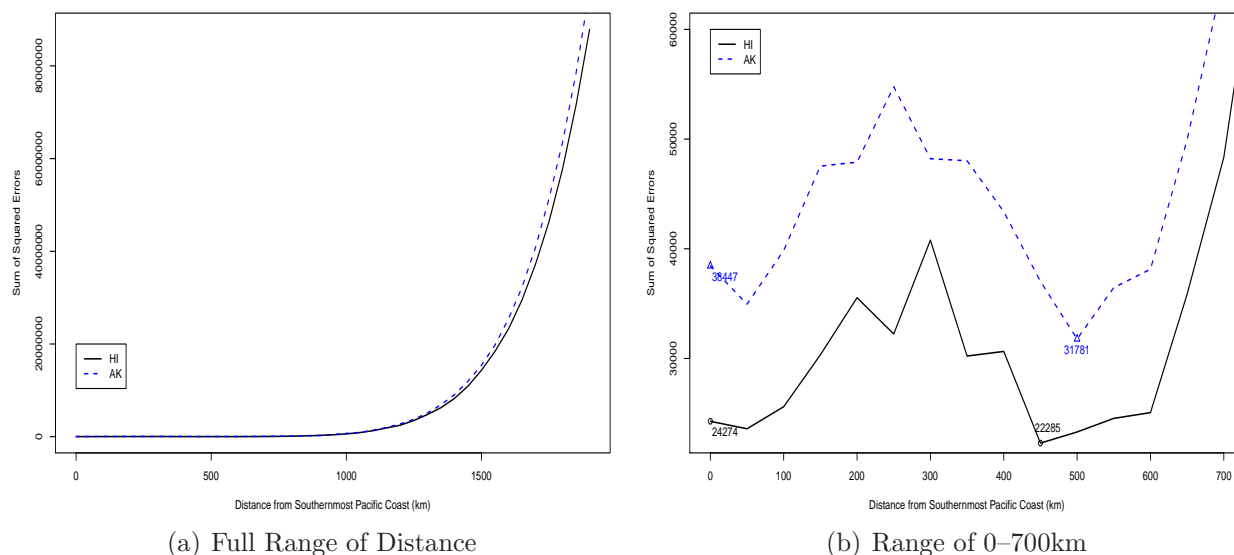 Sum of Squared Errors
80000000
60000000
40000000
20000000
0
HI
AK
0 500 1000 1500
Distance from Southernmost Pacific Coast (km)
(a) Full Range of Distance
Sum of Squared Errors
60000
50000
40000
30000
HI
AK
38447
31781
24274
22285
0 100 200 300 400 500 600 700
Distance from Southernmost Pacific Coast (km)
(b) Range of 0–700km